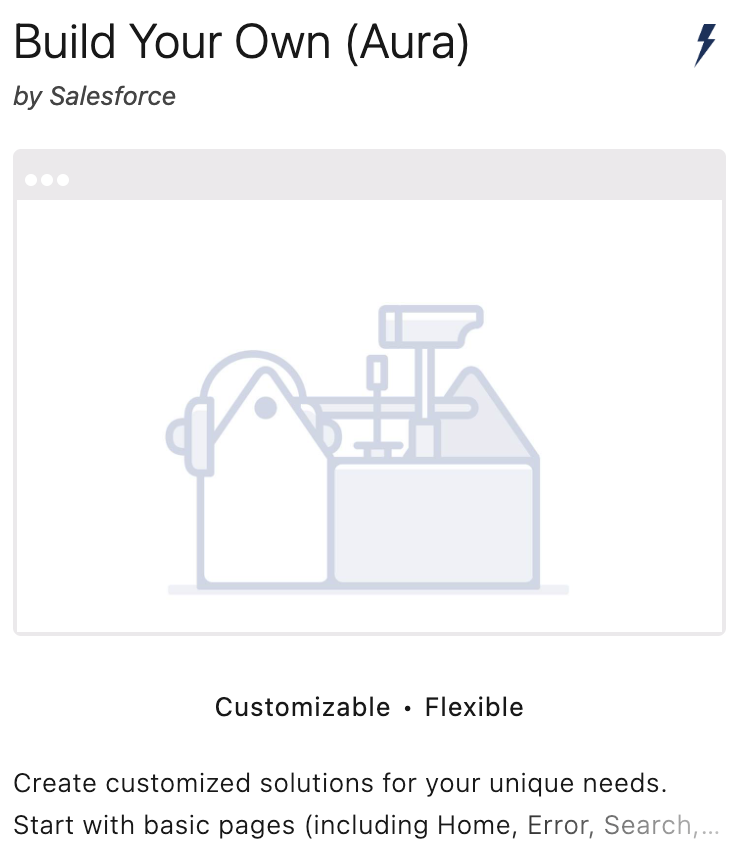 Build Your Own (Aura)
by Salesforce
Customizable • Flexible
Create customized solutions for your unique needs.
Start with basic pages (including Home, Error, Search,...